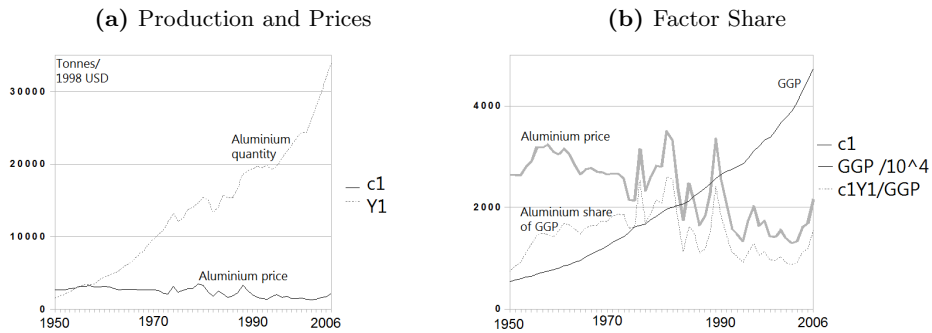 (a) Production and Prices
Tonnes/
1998 USD
30000
20000
10000
0
Aluminium
quantity
Aluminium price
1950
1970
1990
2006
c1
Y1
(b) Factor Share
4000
2000
0
GGP
Aluminium price
Aluminium share
of GGP
1950
1970
1990
2006
c1
GGP /10^4
c1Y1/GGP